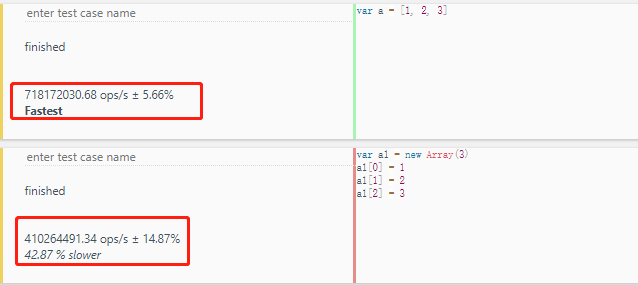 enter test case name
var a = [1, 2, 3]
finished
718172030.68 ops/s ± 5.66%
Fastest
enter test case name
var a1 = new Array(3)
a1[0] = 1
a1[1] = 2
a1[2] = 3
finished
410264491.34 ops/s ± 14.87%
42.87 % slower